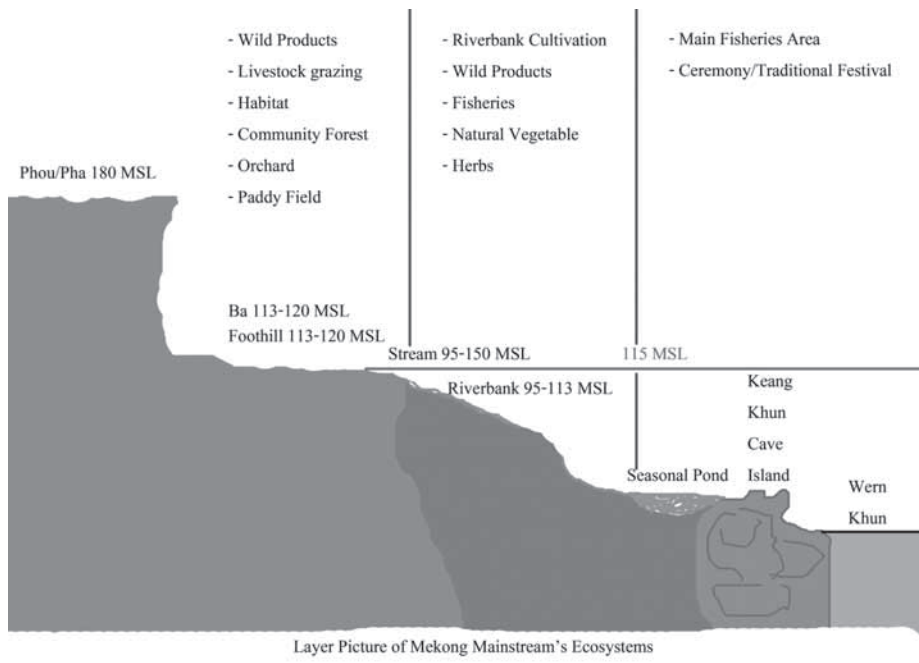 - Wild Products
- Livestock grazing
- Habitat
- Community Forest
- Orchard
- Paddy Field
- Riverbank Cultivation
- Wild Products
- Fisheries
- Natural Vegetable
- Herbs
- Main Fisheries Area
- Ceremony/Traditional Festival
Phou/Pha 180 MSL
Ba 113-120 MSL
Foothill 113-120 MSL
Stream 95-150 MSL
115 MSL
Riverbank 95-113 MSL
Seasonal Pond
Keang
Khun
Cave
Island
Wern
Khun
Layer Picture of Mekong Mainstream's Ecosystems